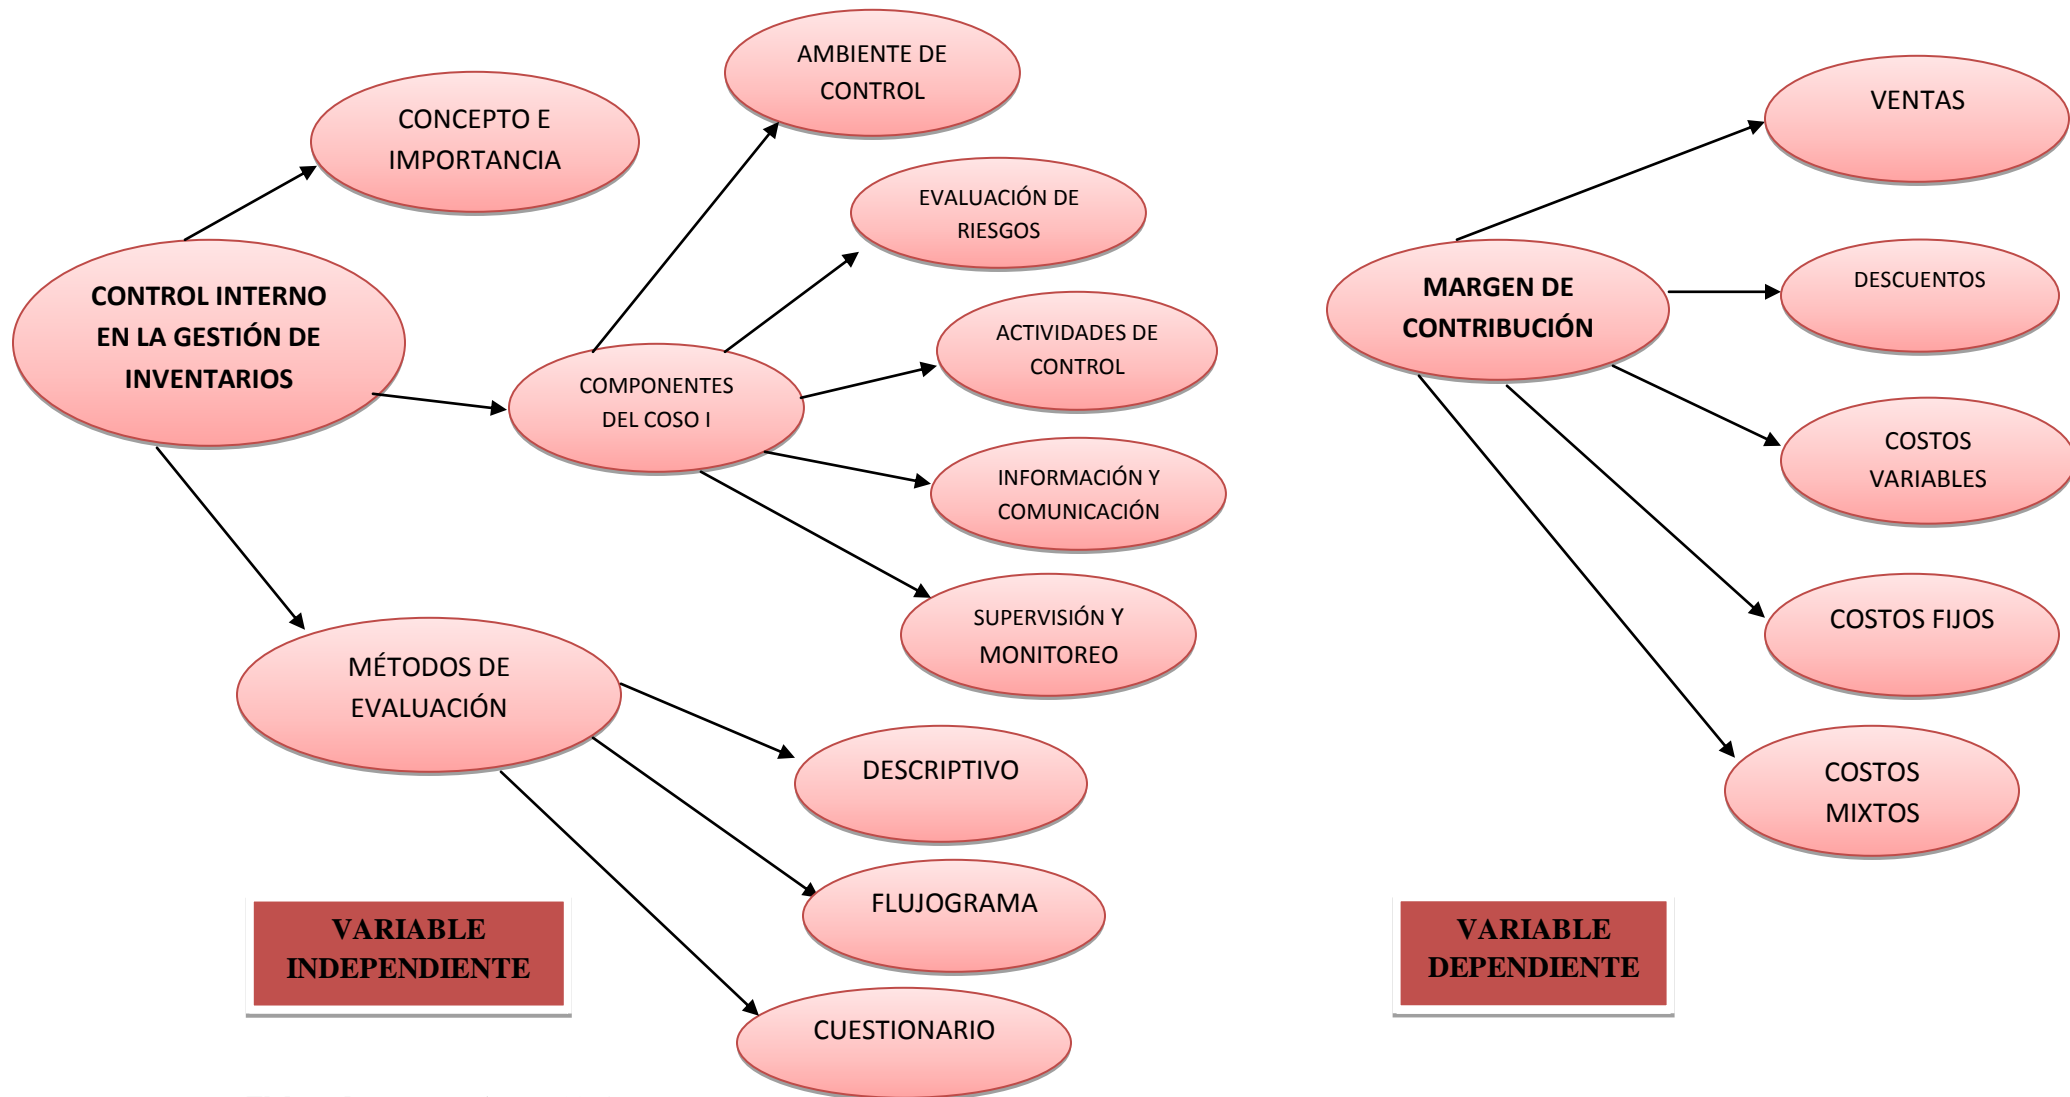 AMBIENTE DE
CONTROL
CONCEPTO E
IMPORTANCIA
EVALUACIÓN DE
RIESGOS
CONTROL INTERNO
EN LA GESTIÓN DE
INVENTARIOS
ACTIVIDADES DE
CONTROL
COMPONENTES
DEL COSO I
INFORMACIÓN Y
COMUNICACIÓN
SUPERVISIÓN Y
MONITOREO
MÉTODOS DE
EVALUACIÓN
DESCRIPTIVO
FLUJOGRAMA
CUESTIONARIO
VARIABLE
INDEPENDIENTE
VENTAS
MARGEN DE
CONTRIBUCIÓN
DESCUENTOS
COSTOS
VARIABLES
COSTOS FIJOS
COSTOS
MIXTOS
VARIABLE
DEPENDIENTE